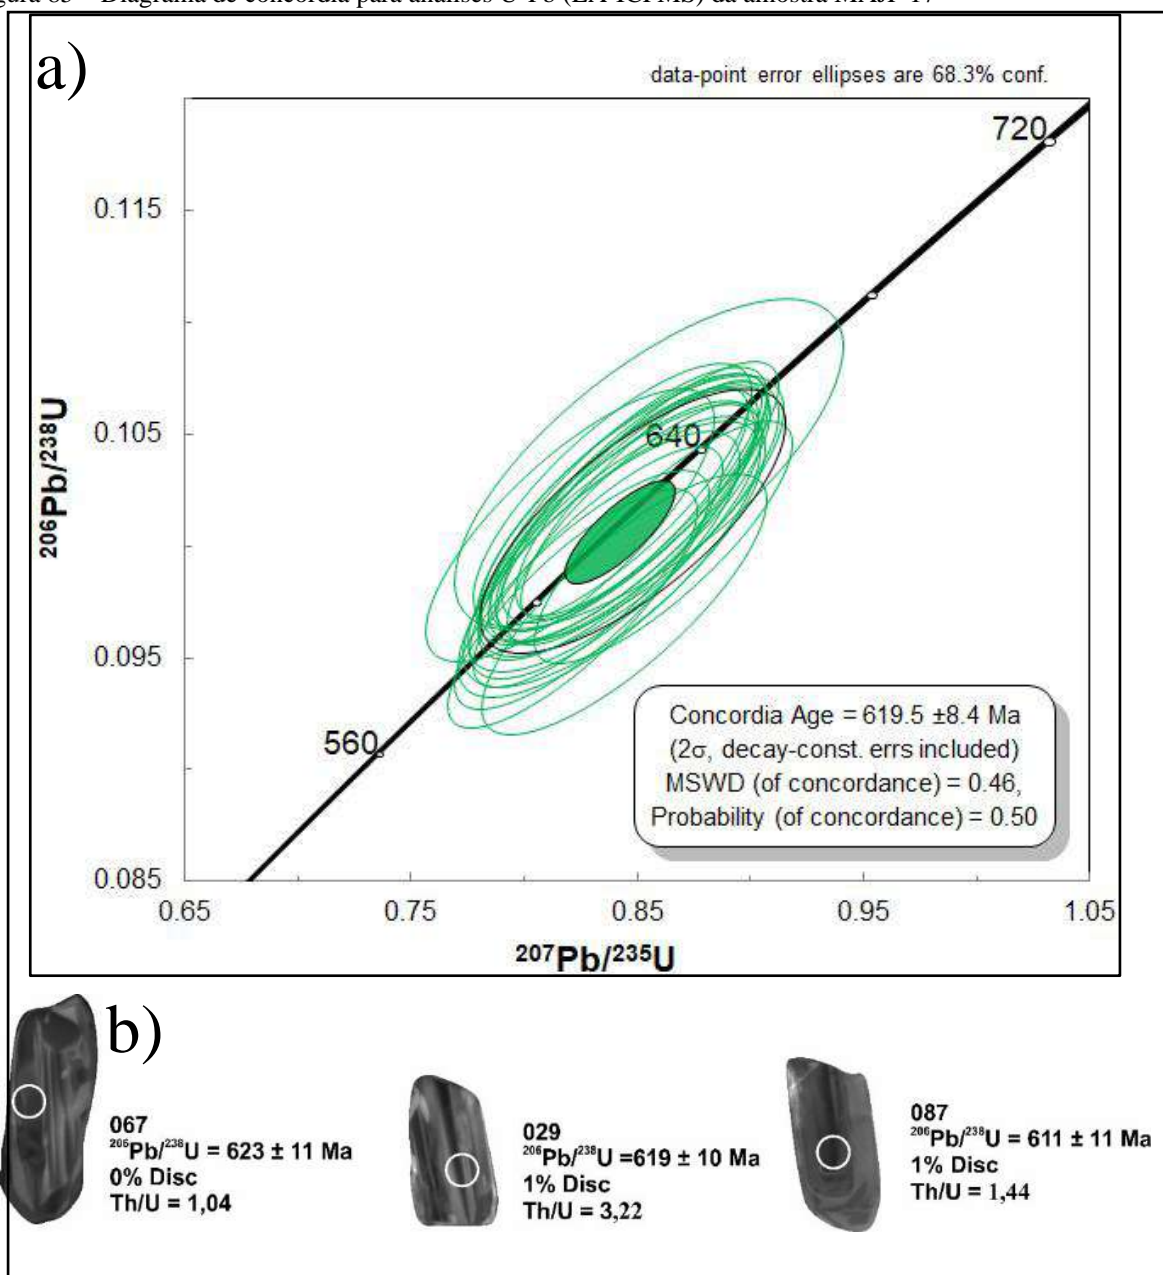 a)
data-point error ellipses are 68.3% conf.
720
0.115
0.105
640
²⁰⁶Pb/²³⁸U
0.095
560
Concordia Age = 619.5 ±8.4 Ma
(2σ, decay-const. errs included)
MSWD (of concordance) = 0.46,
Probability (of concordance) = 0.50
0.085
0.65
0.75
0.85
0.95
1.05
²⁰⁷Pb/²³⁵U
b)
067
²⁰⁶Pb/²³⁸U = 623 ± 11 Ma
0% Disc
Th/U = 1,04
029
²⁰⁶Pb/²³⁸U =619 ± 10 Ma
1% Disc
Th/U = 3,22
087
²⁰⁶Pb/²³⁸U = 611 ± 11 Ma
1% Disc
Th/U = 1,44